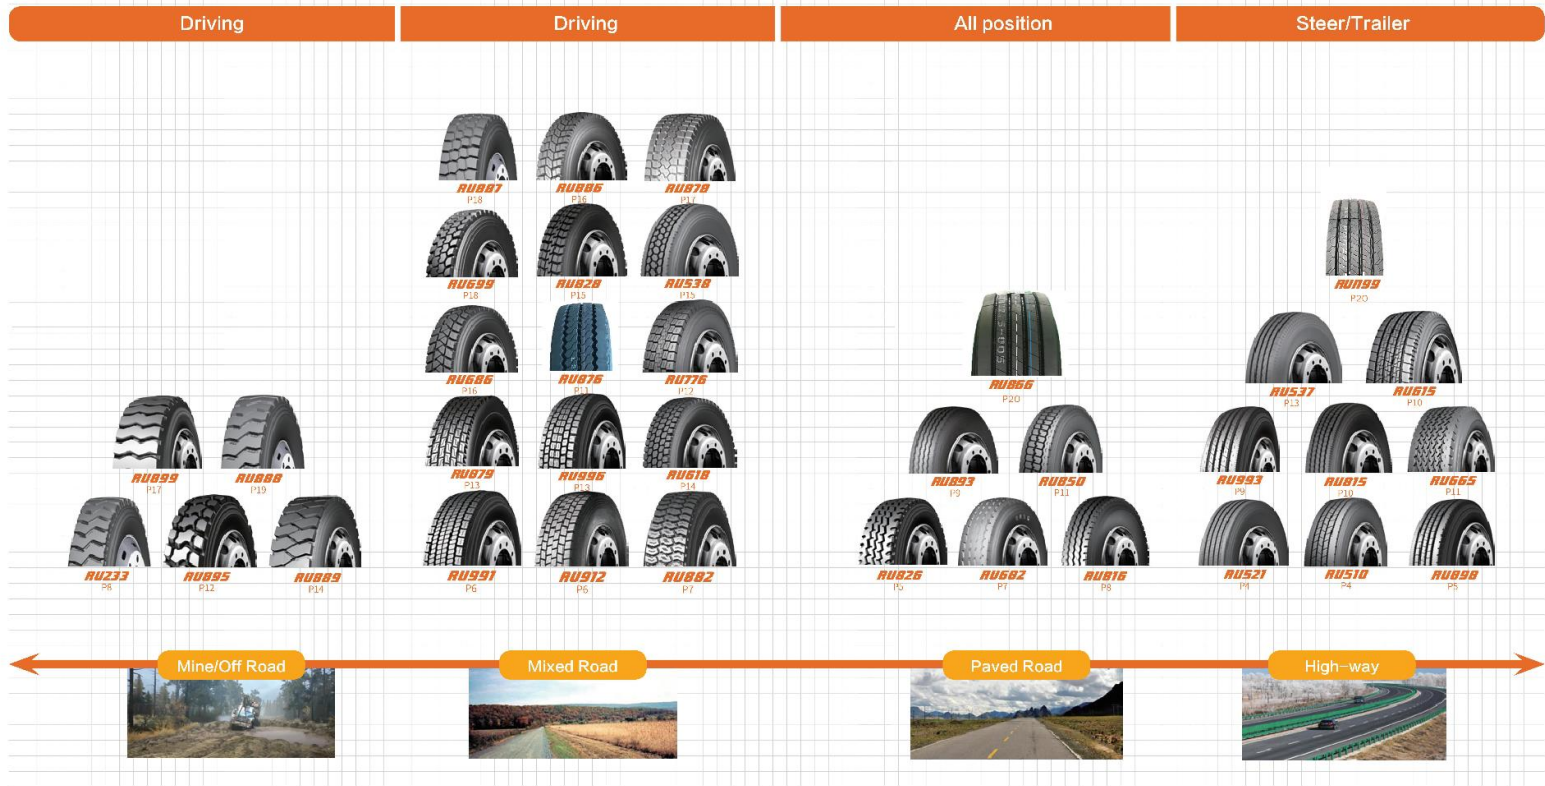 Driving
Driving
All position
Steer/Trailer
RU887
P18
RU886
P16
RU878
P17
RU699
P18
RU828
P15
RU538
P15
RU686
P16
RU876
P11
RU776
P12
RU879
P13
RU996
P13
RU618
P14
RU991
P6
RU912
P6
RU882
P7
RU899
P17
RU888
P19
RU233
P8
RU895
P12
RU889
P14
RU866
P20
RU893
P9
RU850
P11
RU826
P5
RU682
P7
RU816
P8
RUN99
P20
RU537
P13
RU615
P10
RU993
P9
RU815
P10
RU665
P11
RU521
P4
RU510
P4
RU898
P5
Mine/Off Road
Mixed Road
Paved Road
High-way